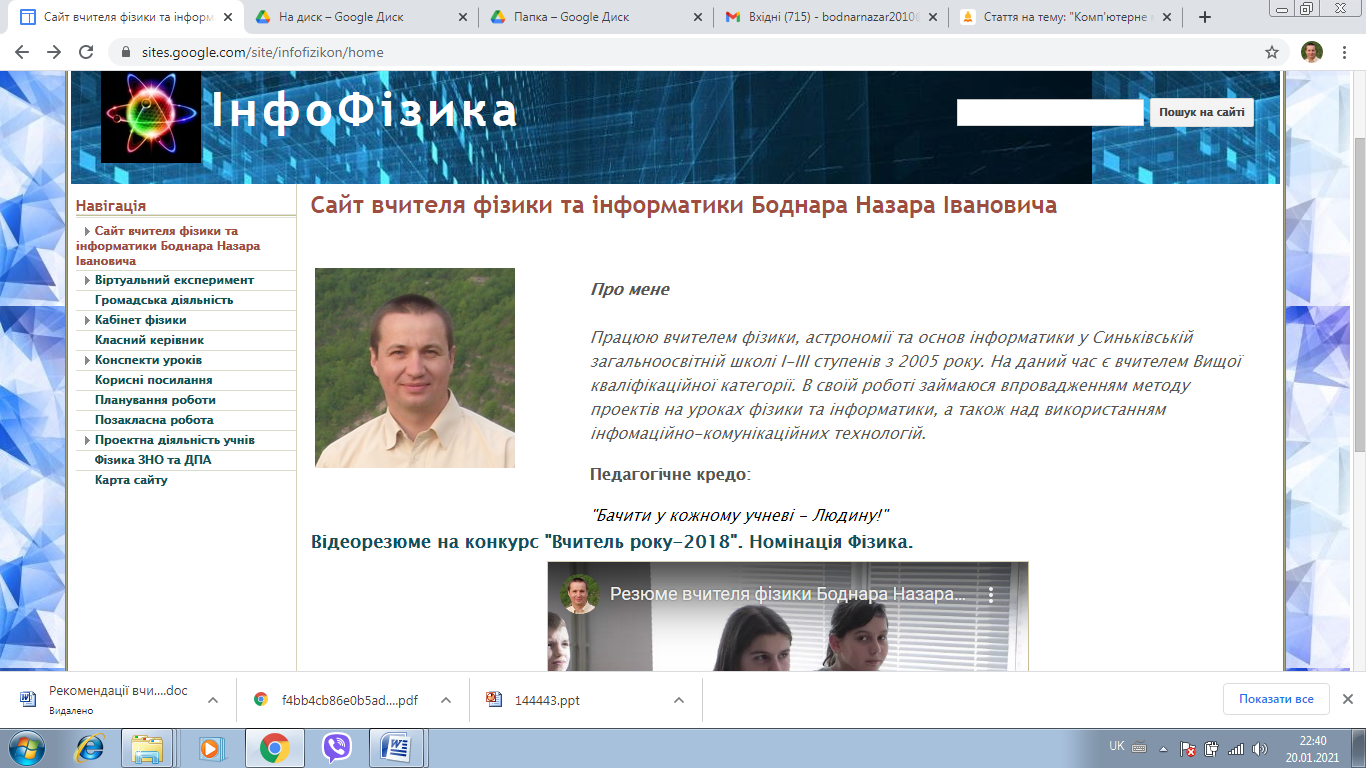 Сайт вчителя фізики та інформ
На диск – Google Диск
Папка – Google Диск
Вхідні (715) - bodnarnazar2010
Стаття на тему: "Комп'ютерне
sites.google.com/site/infofizikon/home
ІнфоФізика
Пошук на сайті
Навігація
Сайт вчителя фізики та
інформатики Боднара Назара
Івановича
Віртуальний експеримент
Громадська діяльність
Кабінет фізики
Класний керівник
Конспекти уроків
Корисні посилання
Планування роботи
Позакласна робота
Проектна діяльність учнів
Фізика ЗНО та ДПА
Карта сайту
Сайт вчителя фізики та інформатики Боднара Назара Івановича
Про мене
Працюю вчителем фізики, астрономії та основ інформатики у Синьківській
загальноосвітній школі І-ІІІ ступенів з 2005 року. На даний час є вчителем Вищої
кваліфікаційної категорії. В своїй роботі займаюся впровадженням методу
проектів на уроках фізики та інформатики, а також над використанням
інфомаційно-комунікаційних технологій.
Педагогічне кредо:
"Бачити у кожному учневі - Людину!"
Відеорезюме на конкурс "Вчитель року-2018". Номінація Фізика.
Резюме вчителя фізики Боднара Назара...
Рекомендації вчи....doc
Видалено
f4bb4cb86e0b5ad....pdf
144443.ppt
Показати все
UK
22:40
20.01.2021